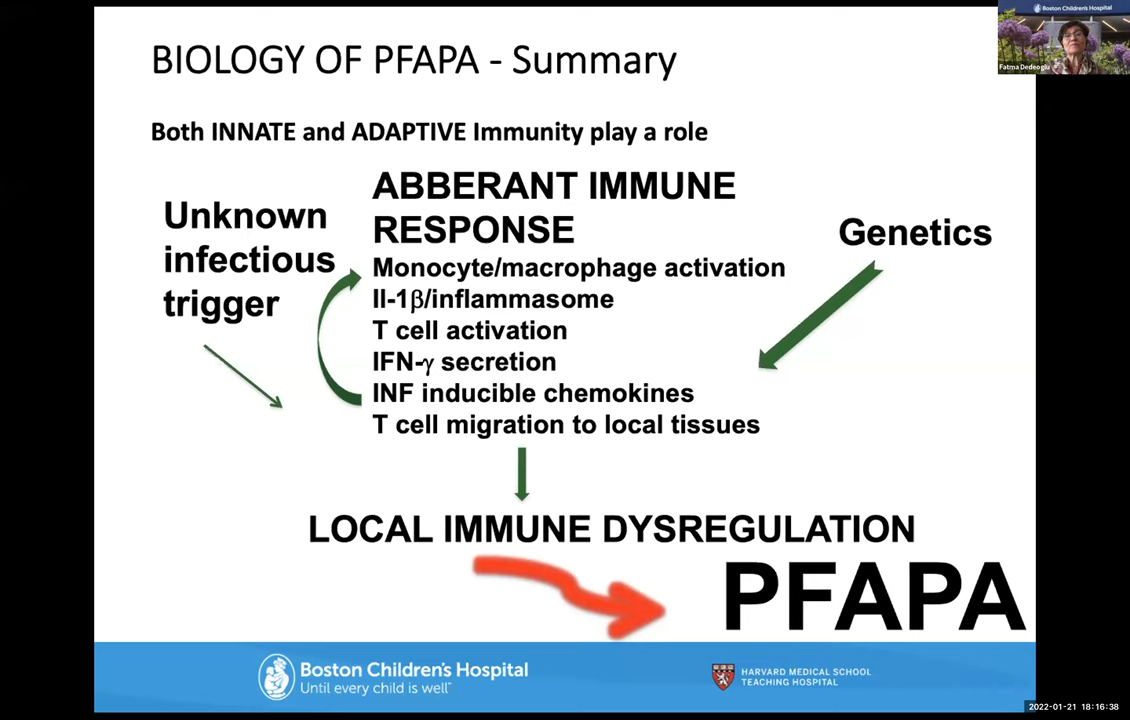 Boston Children's Hospital
Fatma Dedeoglu
BIOLOGY OF PFAPA - Summary
Both INNATE and ADAPTIVE Immunity play a role
Unknown
infectious
trigger
ABBERANT IMMUNE
RESPONSE
Monocyte/macrophage activation
Il-1β/inflammasome
T cell activation
IFN-γ secretion
INF inducible chemokines
T cell migration to local tissues
Genetics
LOCAL IMMUNE DYSREGULATION
PFAPA
Boston Children's Hospital
Until every child is well™
HARVARD MEDICAL SCHOOL
TEACHING HOSPITAL
2022-01-21 18:16:38